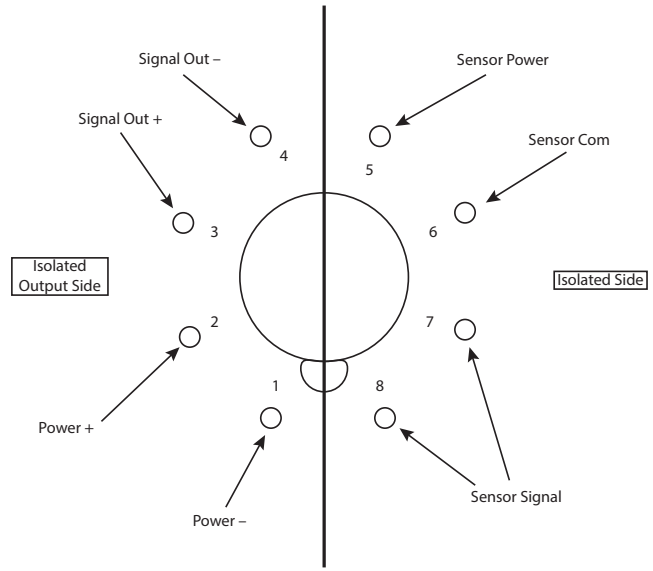 Signal Out –
Sensor Power
Signal Out +
Sensor Com
4
5
3
6
Isolated
Output Side
Isolated Side
2
7
1
8
Power +
Sensor Signal
Power –